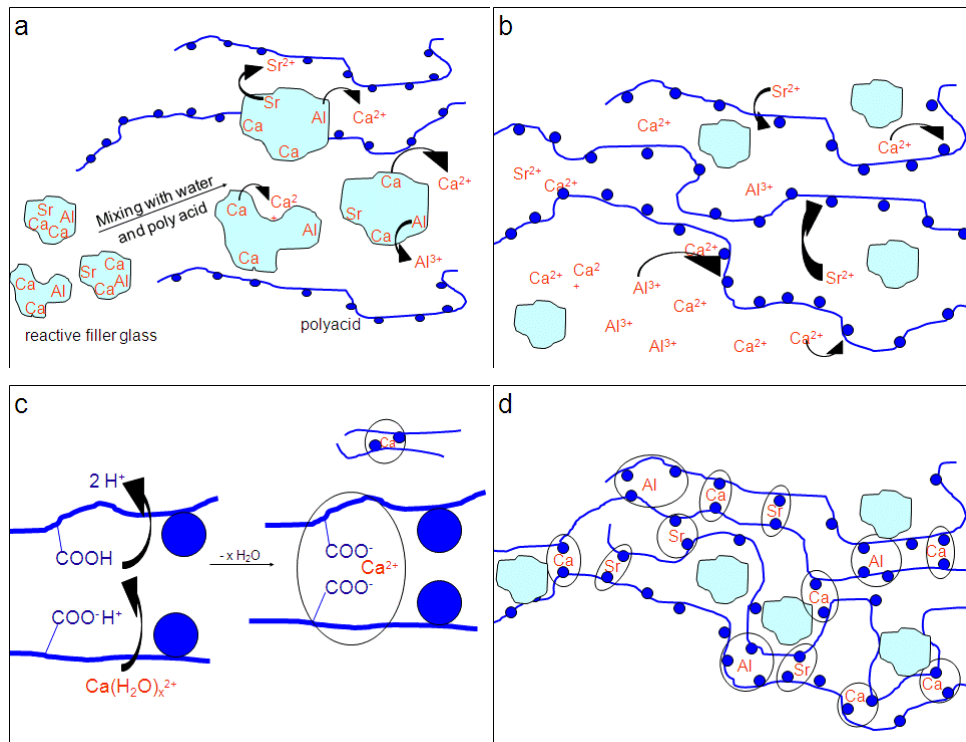 a
Sr²⁺
Sr
Al
Ca²⁺
Ca
Ca
Ca
Ca²⁺
Mixing with water
and poly acid
Ca
Ca²
+
Al
Ca
Sr
Al
Ca
Al³⁺
Sr
Al
Ca
Ca
Sr
Ca
Ca
Al
Ca
Al
Ca
reactive filler glass
polyacid
b
Sr²⁺
Ca²⁺
Ca²⁺
Sr²⁺
Ca²⁺
Al³⁺
Ca²⁺
Ca²⁺
Ca²
+
Al³⁺
Sr²⁺
Ca²⁺
Al³⁺
Al³⁺
Ca²⁺
Ca²⁺
c
Ca
2 H⁺
COOH
- x H₂O
COO⁻
Ca²⁺
COO⁻
COO⁻H⁺
Ca(H₂O)ₓ²⁺
d
Al
Ca
Sr
Sr
Ca
Sr
Al
Ca
Ca
Al
Sr
Ca
Ca